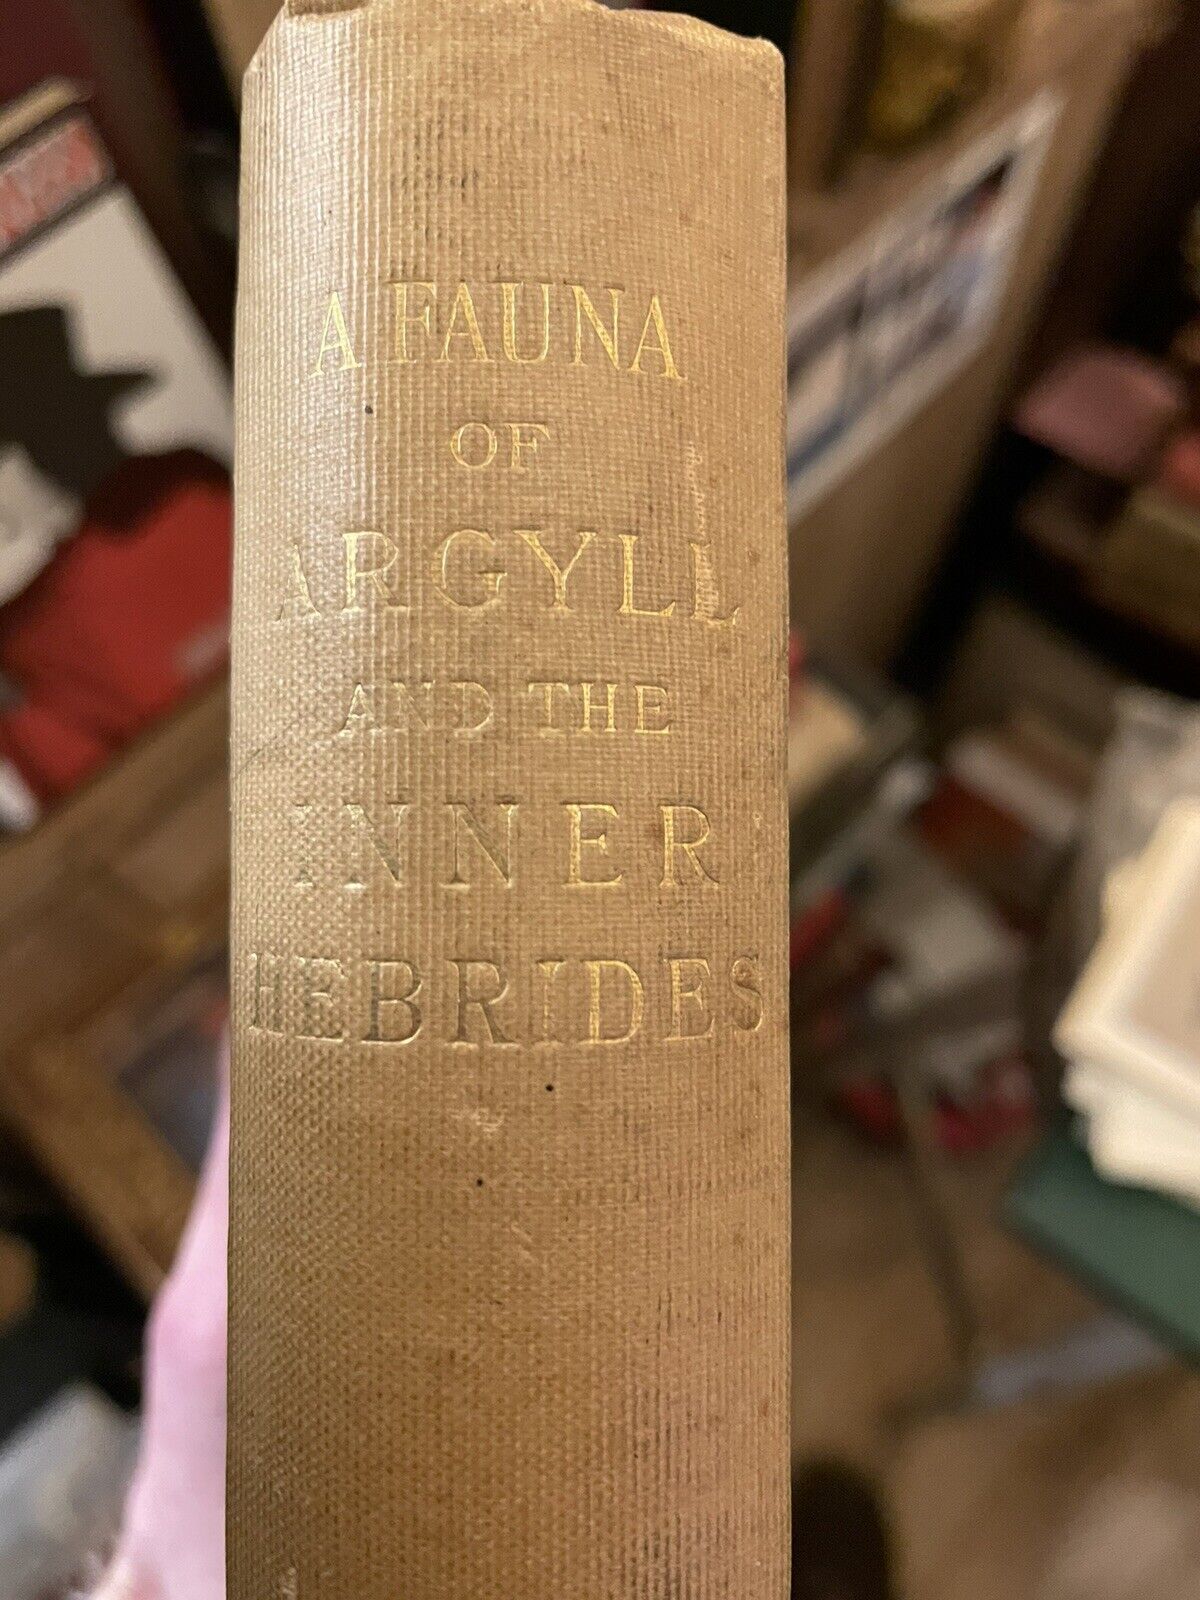 A FAUNA
OF
ARGYLL
AND THE
INNER
HEBRIDES